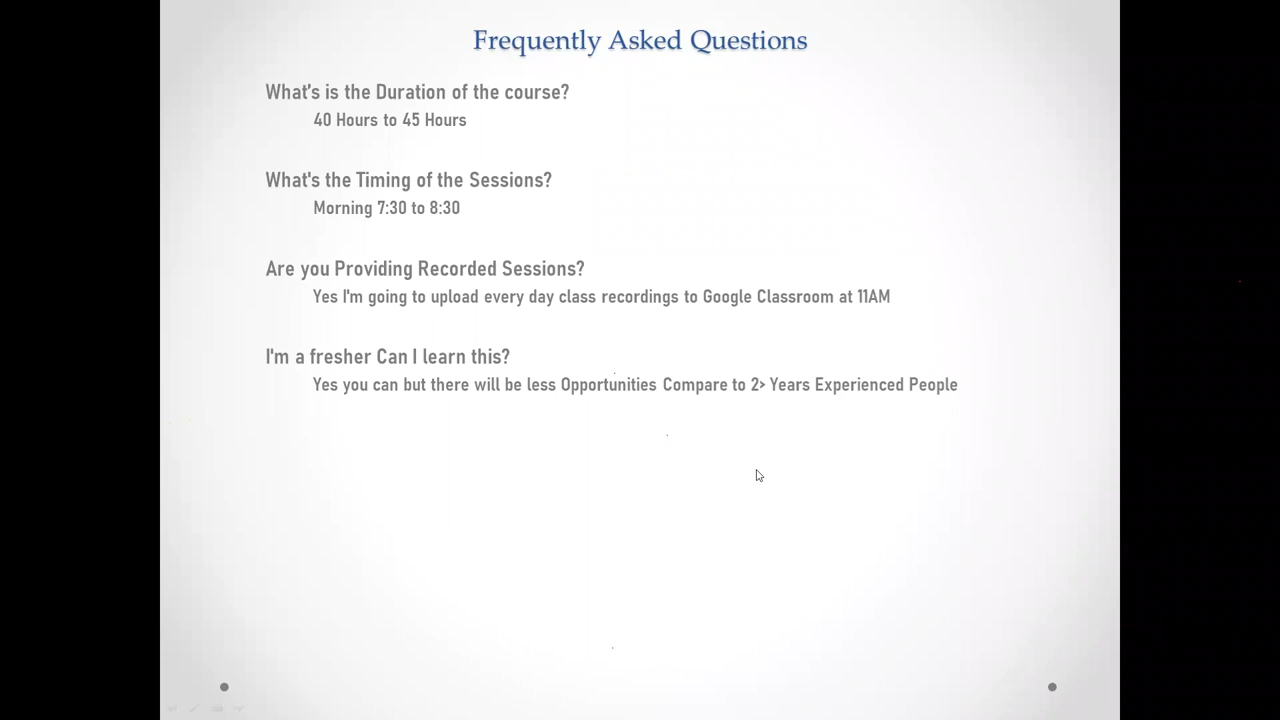 Frequently Asked Questions
What's is the Duration of the course?
40 Hours to 45 Hours
What's the Timing of the Sessions?
Morning 7:30 to 8:30
Are you Providing Recorded Sessions?
Yes I'm going to upload every day class recordings to Google Classroom at 11AM
I'm a fresher Can I learn this?
Yes you can but there will be less Opportunities Compare to 2> Years Experienced People